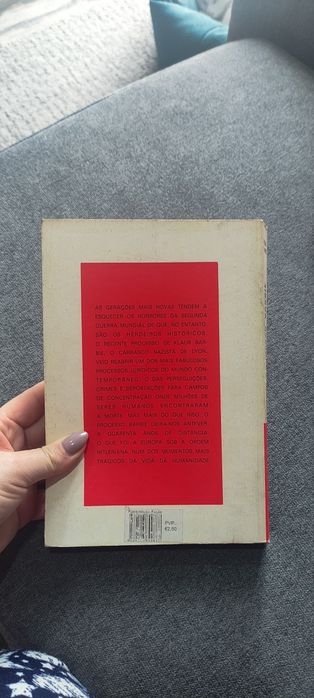 AS GERAÇÕES MAIS NOVAS TENDEM A
ESQUECER OS HORRORES DA SEGUNDA
GUERRA MUNDIAL DE QUE, NO ENTANTO,
SÃO OS HERDEIROS HISTÓRICOS.
O RECENTE PROCESSO DE KLAUS BAR-
BIE, O CARRASCO NAZISTA DE LYON,
VEIO REABRIR UM DOS MAIS FABULOSOS
PROCESSOS JURÍDICOS DO MUNDO CON-
TEMPORÂNEO: O DAS PERSEGUIÇÕES,
CRIMES E DEPORTAÇÕES PARA CAMPOS
DE CONCENTRAÇÃO ONDE MILHÕES DE
SERES HUMANOS ENCONTRARAM
A MORTE. MAS MAIS DO QUE ISSO, O
PROCESSO BARBIE OBRIGA-NOS A
A QUARENTA ANOS DE DISTÂNCIA
O QUE FOI A EUROPA SOB A ORDEM
HITLERIANA, NUM DOS MOMENTOS MAIS
TRÁGICOS DA VIDA DA HUMANIDADE
PVP.:
€2,50